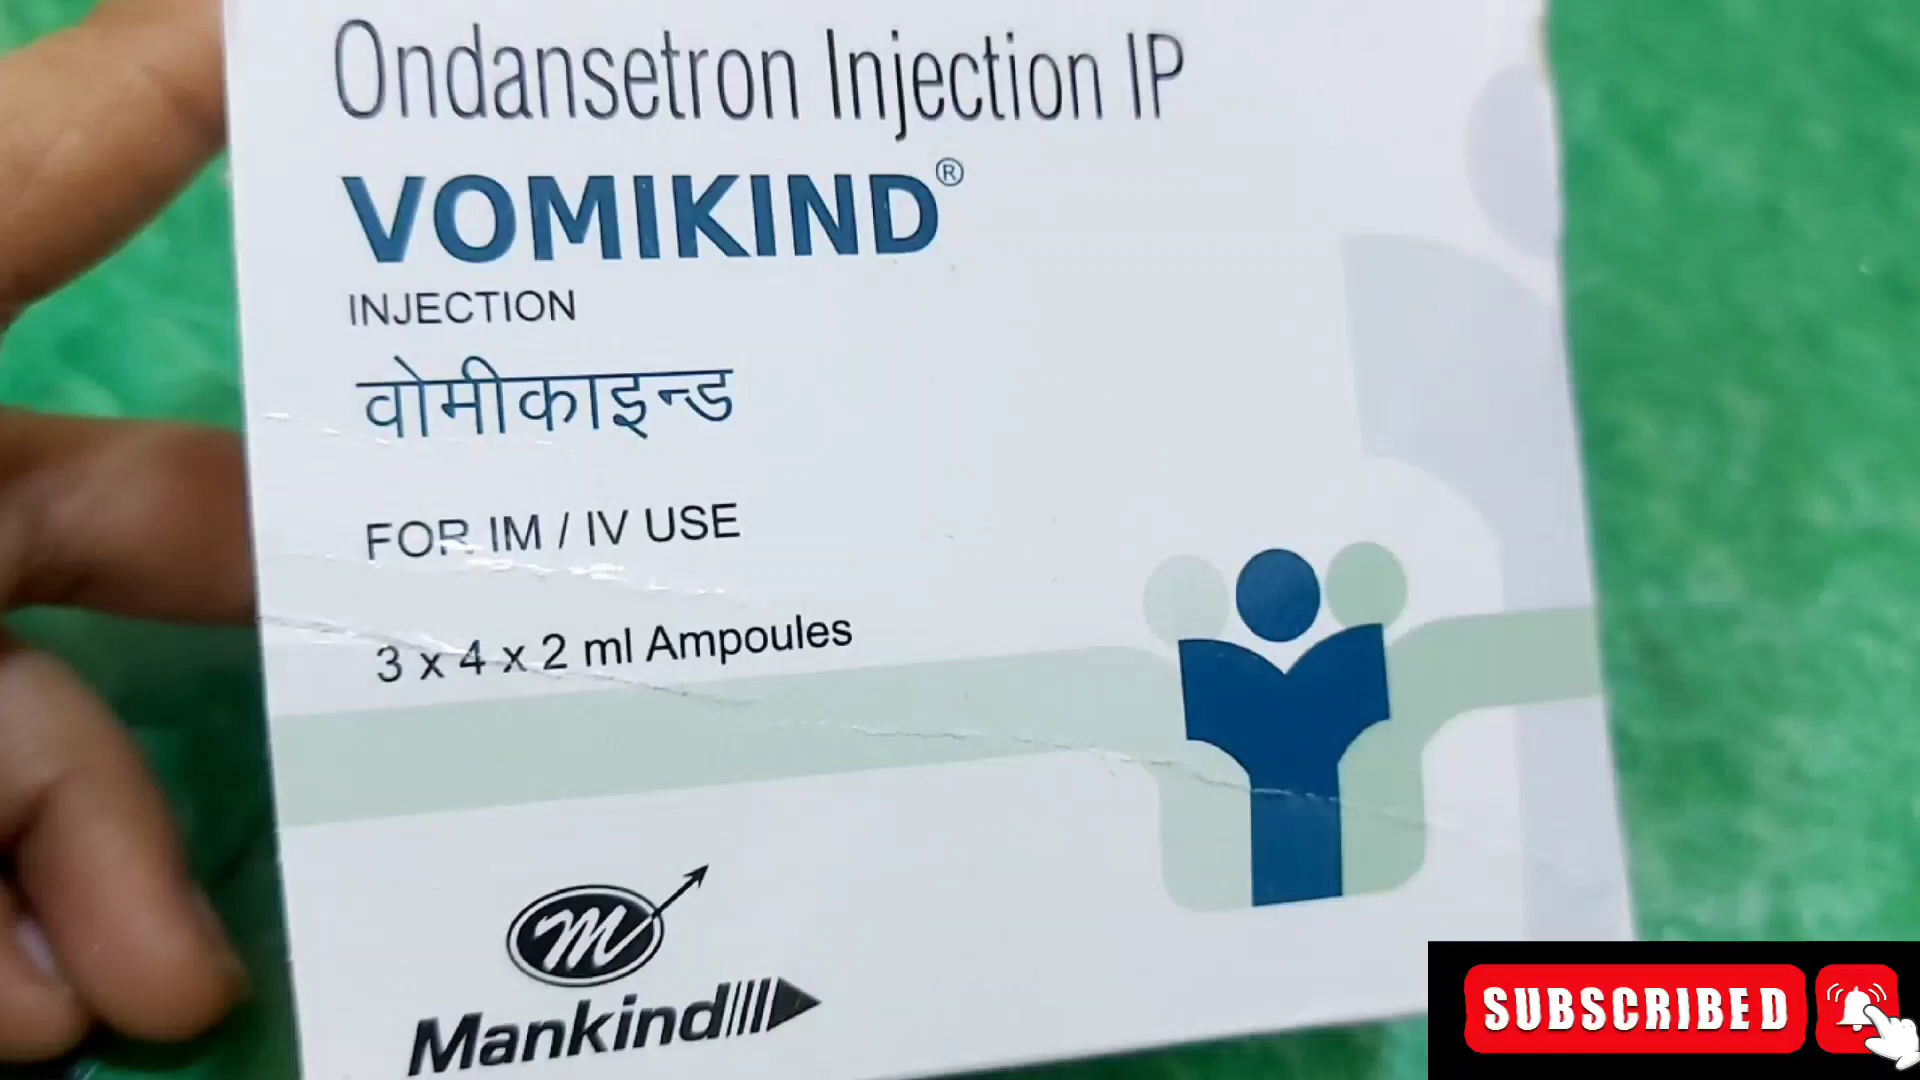 Ondansetron Injection IP
VOMIKIND®
INJECTION
वोमीकाइन्ड
FOR IM / IV USE
3 x 4 x 2 ml Ampoules
m
Mankind
SUBSCRIBED